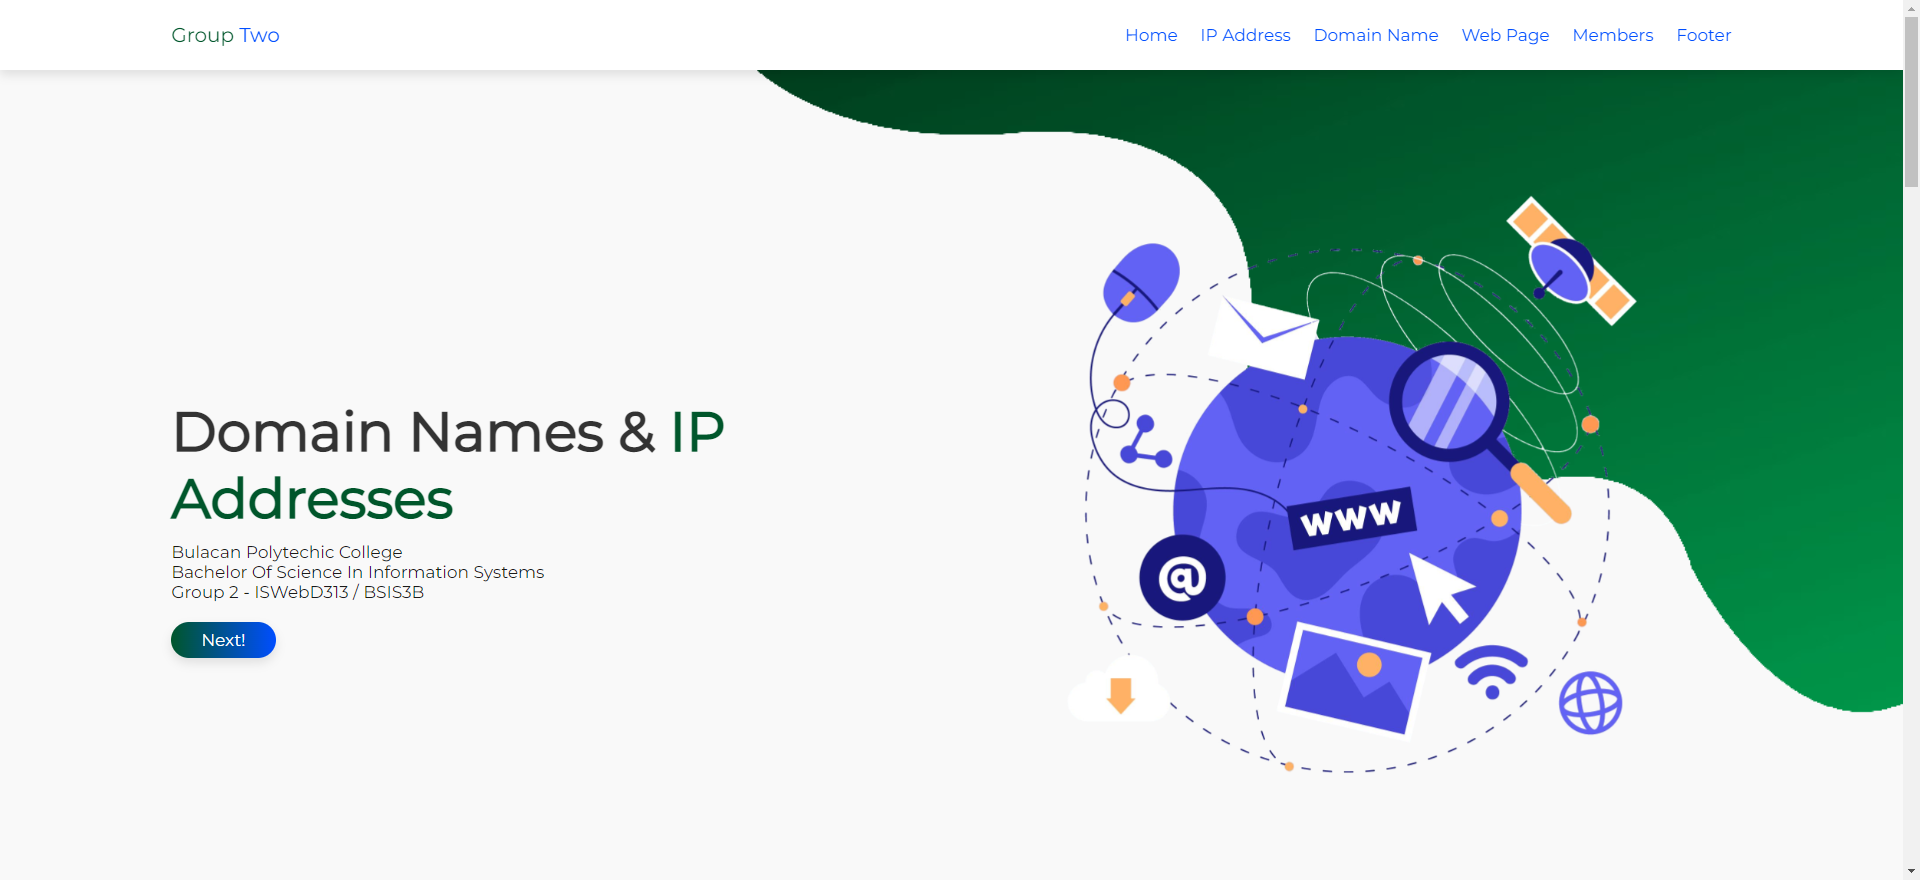 Group Two
Home IP Address Domain Name Web Page Members Footer
Domain Names & IP
Addresses
Bulacan Polytechic College
Bachelor Of Science In Information Systems
Group 2 - ISWebD313 / BSIS3B
Next!
www
@